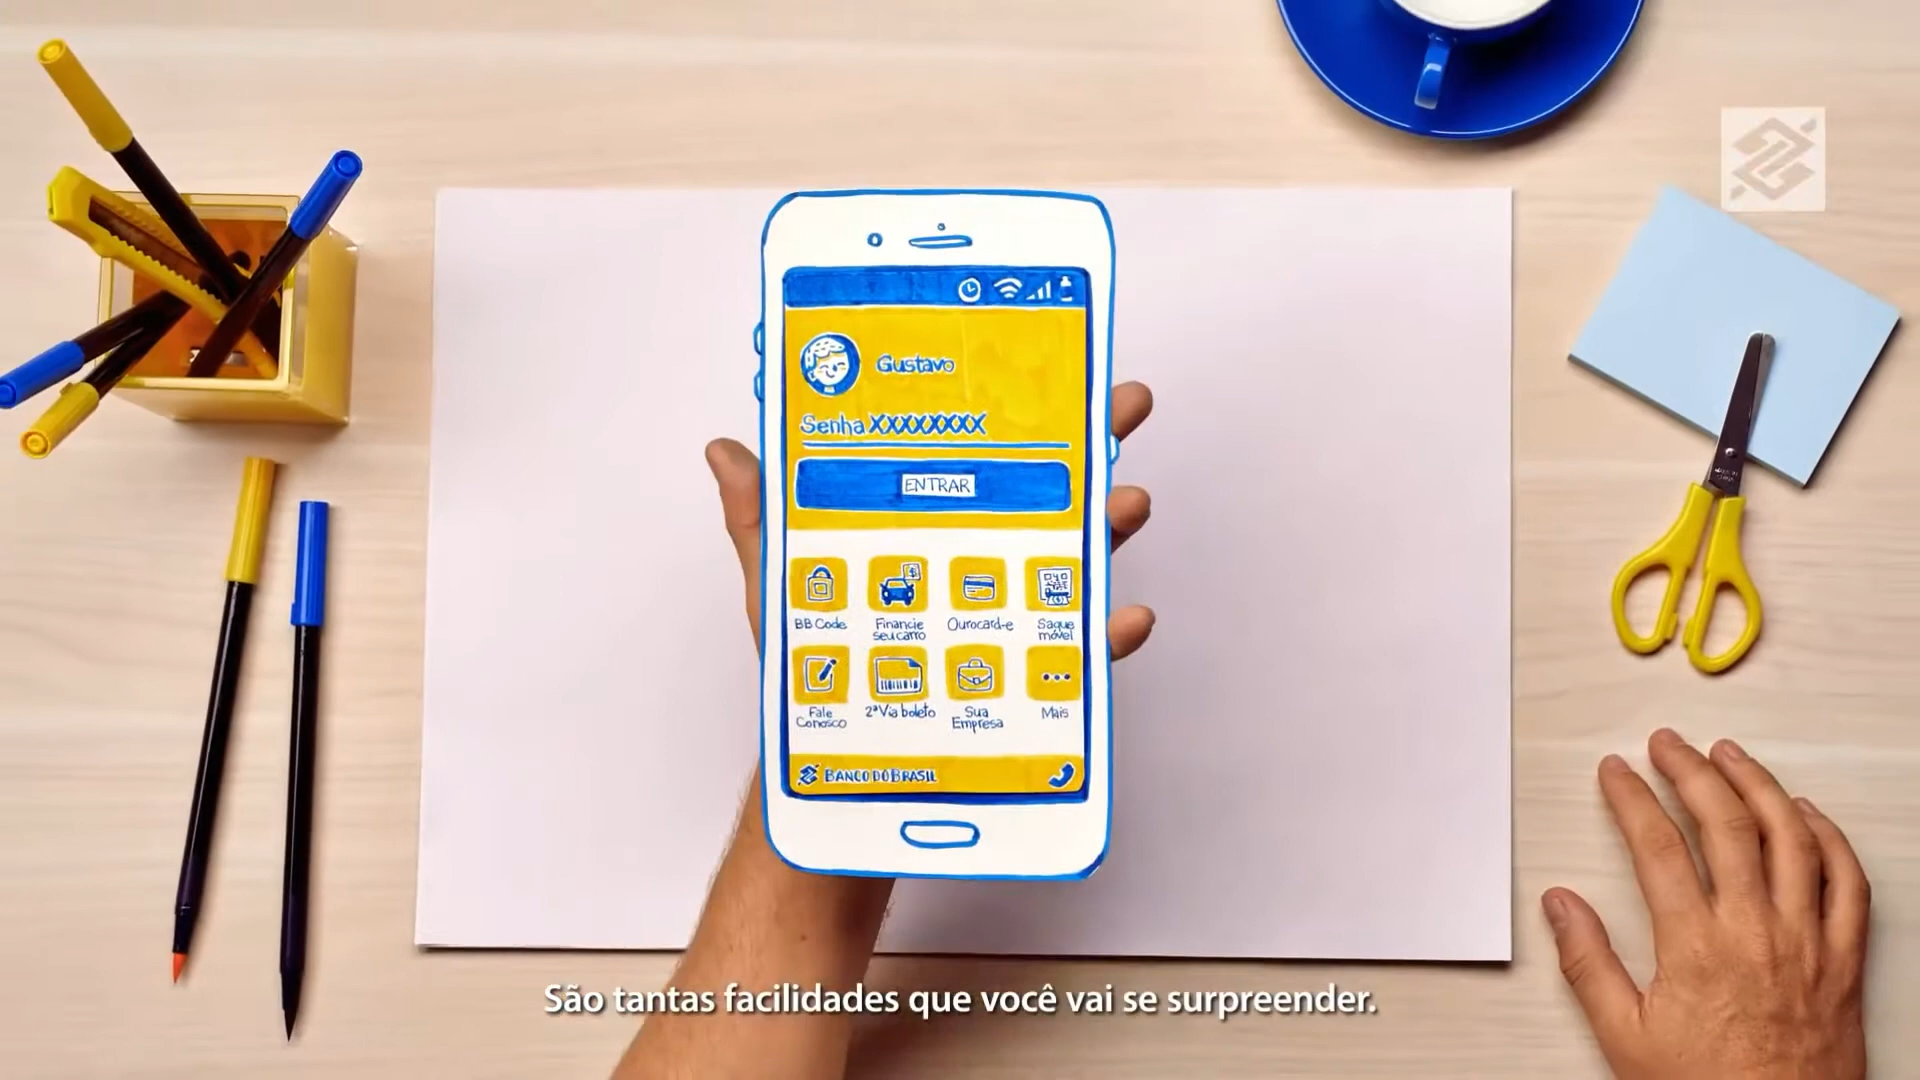 Gustavo
Senha XXXXXXXX
ENTRAR
BB Code
Financie
seu carro
Ourocard-e
Saque
móvel
Fale
Conosco
2ª Via boleto
Sua
Empresa
Mais
BANCO DO BRASIL
São tantas facilidades que você vai se surpreender.